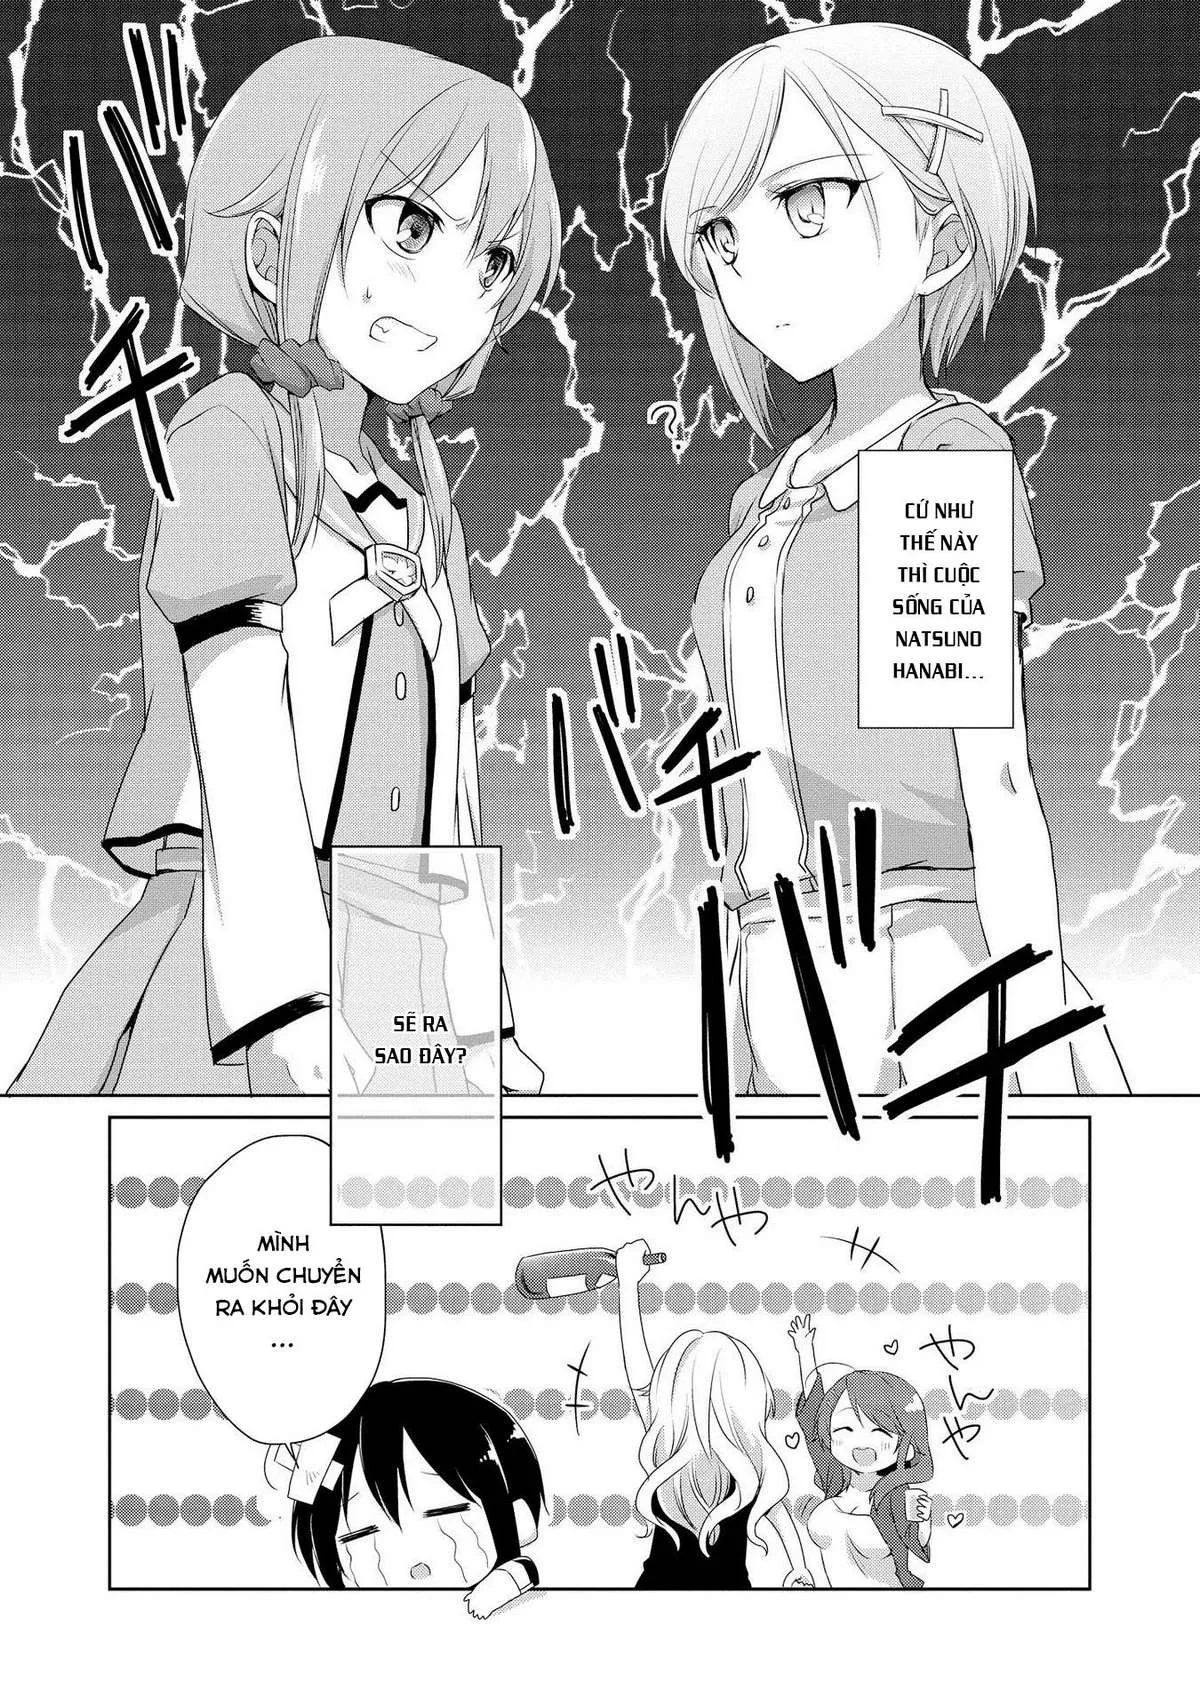 バチ
?
CỨ NHƯ
THẾ NÀY
THÌ CUỘC
SỐNG CỦA
NATSUNO
HANABI...
バチ
バチ
SẼ RA
SAO ĐÂY?
やんや
やんや
MÌNH
MUỐN CHUYỂN
RA KHỎI ĐÂY
...